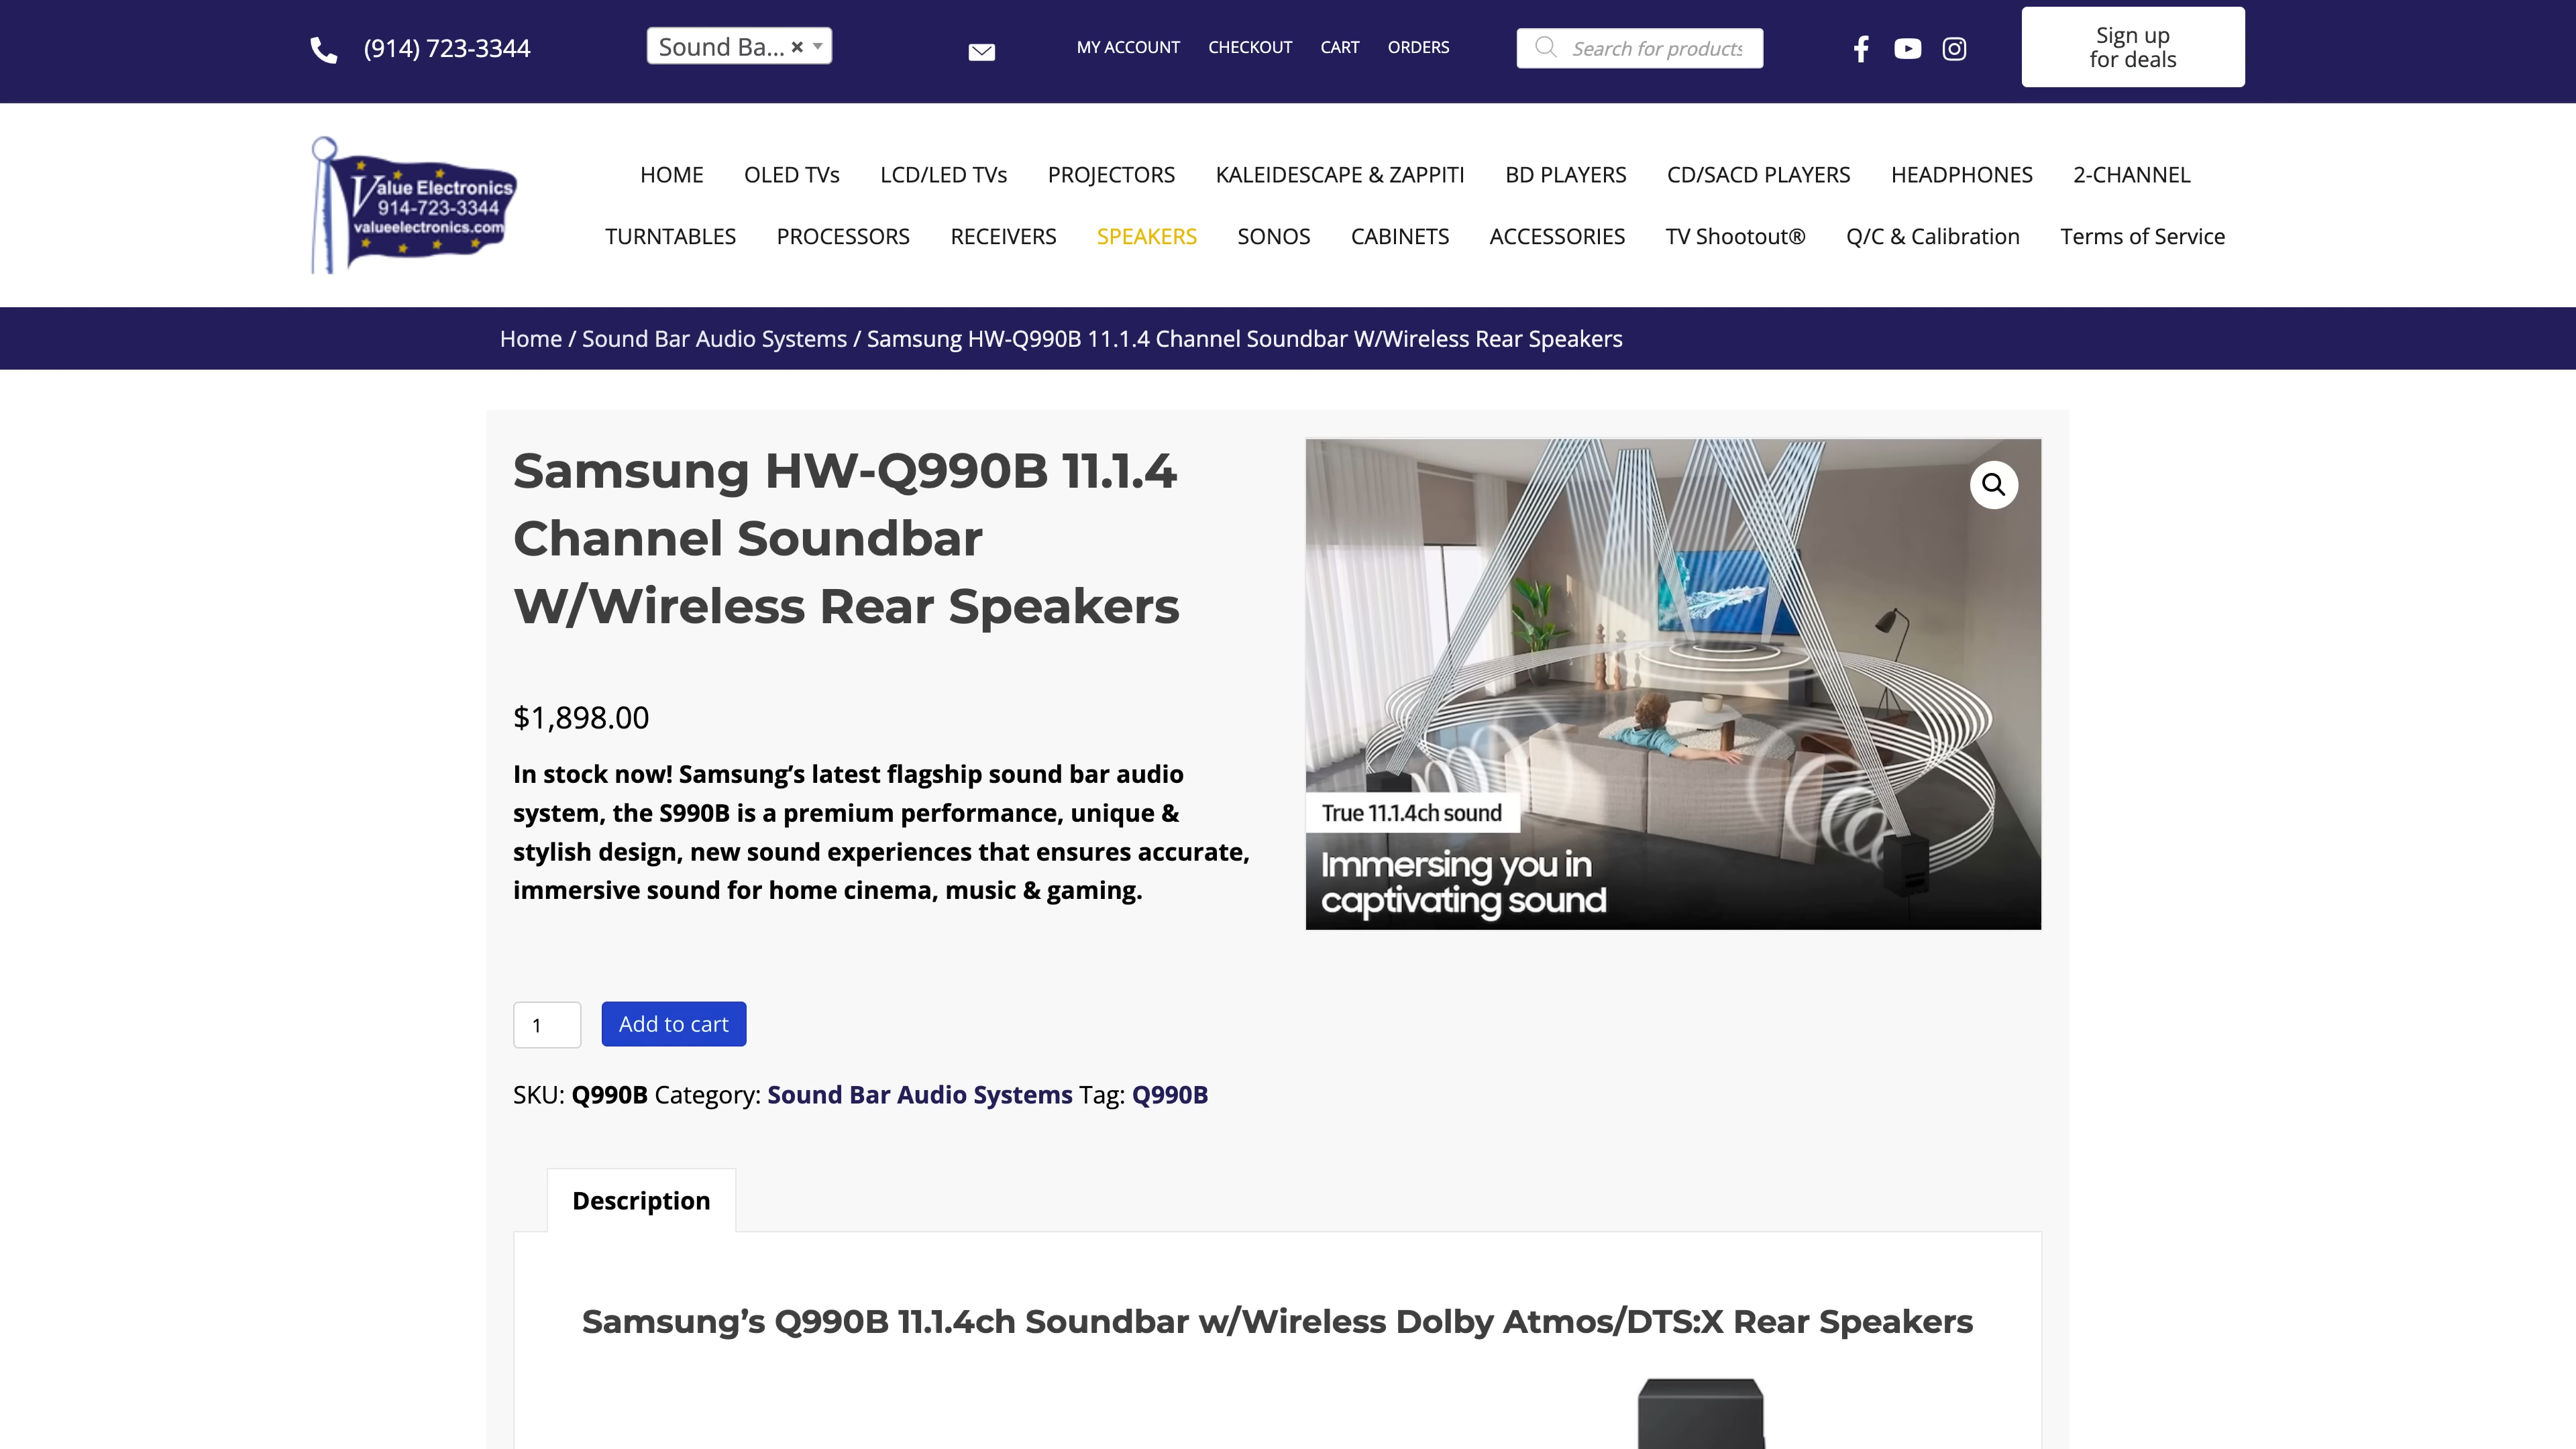 (914) 723-3344
Sound Ba... ×
MY ACCOUNT CHECKOUT CART ORDERS
Search for products
Sign up
for deals
Value Electronics
914-723-3344
valueelectronics.com
HOME OLED TVs LCD/LED TVs PROJECTORS KALEIDESCAPE & ZAPPITI BD PLAYERS CD/SACD PLAYERS HEADPHONES 2-CHANNEL
TURNTABLES PROCESSORS RECEIVERS SPEAKERS SONOS CABINETS ACCESSORIES TV Shootout® Q/C & Calibration Terms of Service
Home / Sound Bar Audio Systems / Samsung HW-Q990B 11.1.4 Channel Soundbar W/Wireless Rear Speakers
Samsung HW-Q990B 11.1.4
Channel Soundbar
W/Wireless Rear Speakers
$1,898.00
In stock now! Samsung’s latest flagship sound bar audio
system, the S990B is a premium performance, unique &
stylish design, new sound experiences that ensures accurate,
immersive sound for home cinema, music & gaming.
True 11.1.4ch sound
Immersing you in
captivating sound
1
Add to cart
SKU: Q990B Category: Sound Bar Audio Systems Tag: Q990B
Description
Samsung’s Q990B 11.1.4ch Soundbar w/Wireless Dolby Atmos/DTS:X Rear Speakers